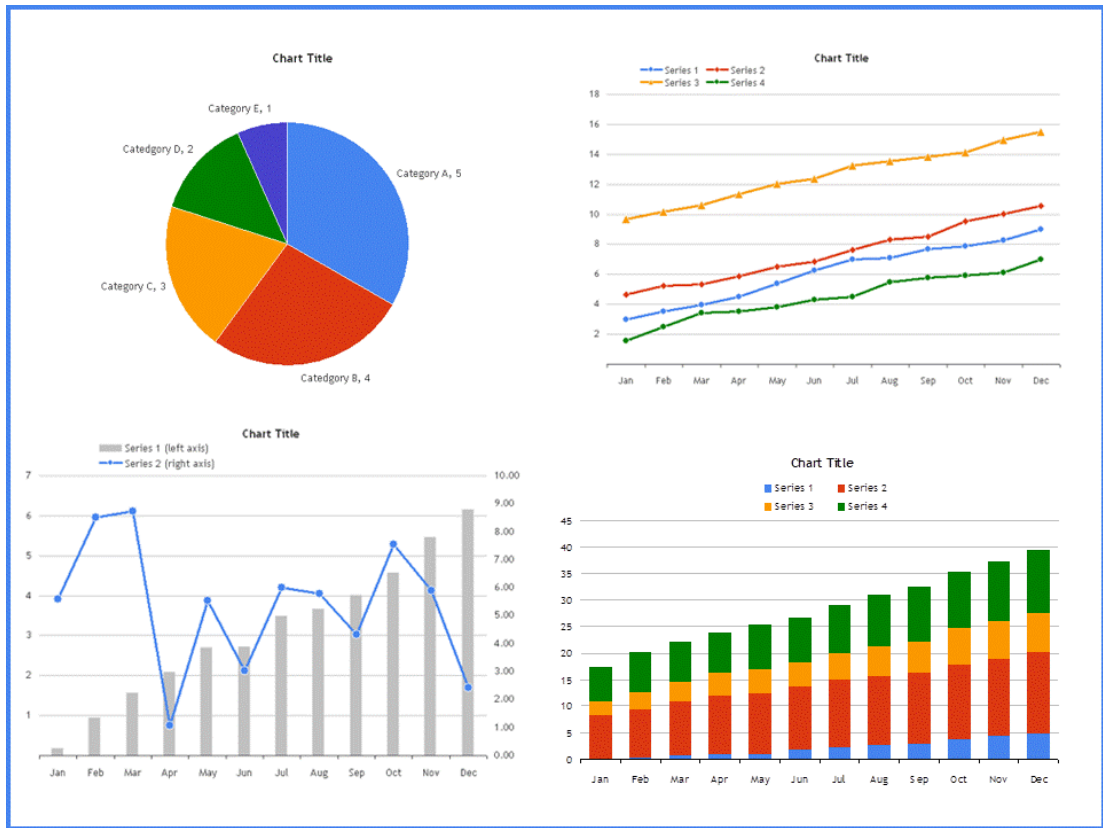 Chart Title
Category E, 1
Catedgory D, 2
Category A, 5
Category C, 3
Catedgory B, 4
Chart Title
Series 1 Series 2
Series 3 Series 4
18
16
14
12
10
8
6
4
2
Jan Feb Mar Apr May Jun Jul Aug Sep Oct Nov Dec
Chart Title
Series 1 (left axis)
Series 2 (right axis)
7 10.00
9.00
6
8.00
5 7.00
6.00
4
5.00
3 4.00
3.00
2
2.00
1
1.00
0.00
Jan Feb Mar Apr May Jun Jul Aug Sep Oct Nov Dec
Chart Title
Series 1 Series 2
Series 3 Series 4
45
40
35
30
25
20
15
10
5
0
Jan Feb Mar Apr May Jun Jul Aug Sep Oct Nov Dec